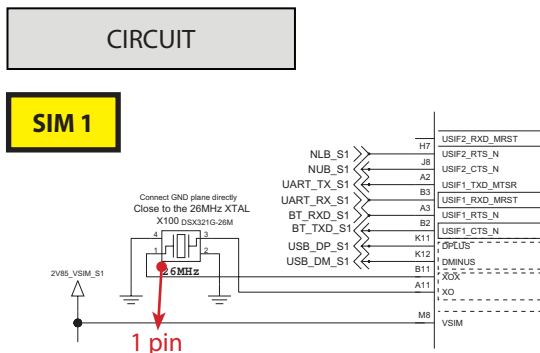 CIRCUIT
SIM 1
USIF2_RXD_MRST
H7
NLB_S1
USIF2_RTS_N
J8
NUB_S1
USIF2_CTS_N
A2
UART_TX_S1
USIF1_TXD_MTSR
B3
UART_RX_S1
USIF1_RXD_MRST
A3
BT_RXD_S1
USIF1_RTS_N
B2
BT_TXD_S1
USIF1_CTS_N
K11
USB_DP_S1
DPLUS
K12
USB_DM_S1
DMINUS
B11
XOX
A11
XO
M8
VSIM
Connect GND plane directly
Close to the 26MHz XTAL
X100 DSX321G-26M
4 3
1 2
26MHz
2V85_VSIM_S1
1 pin